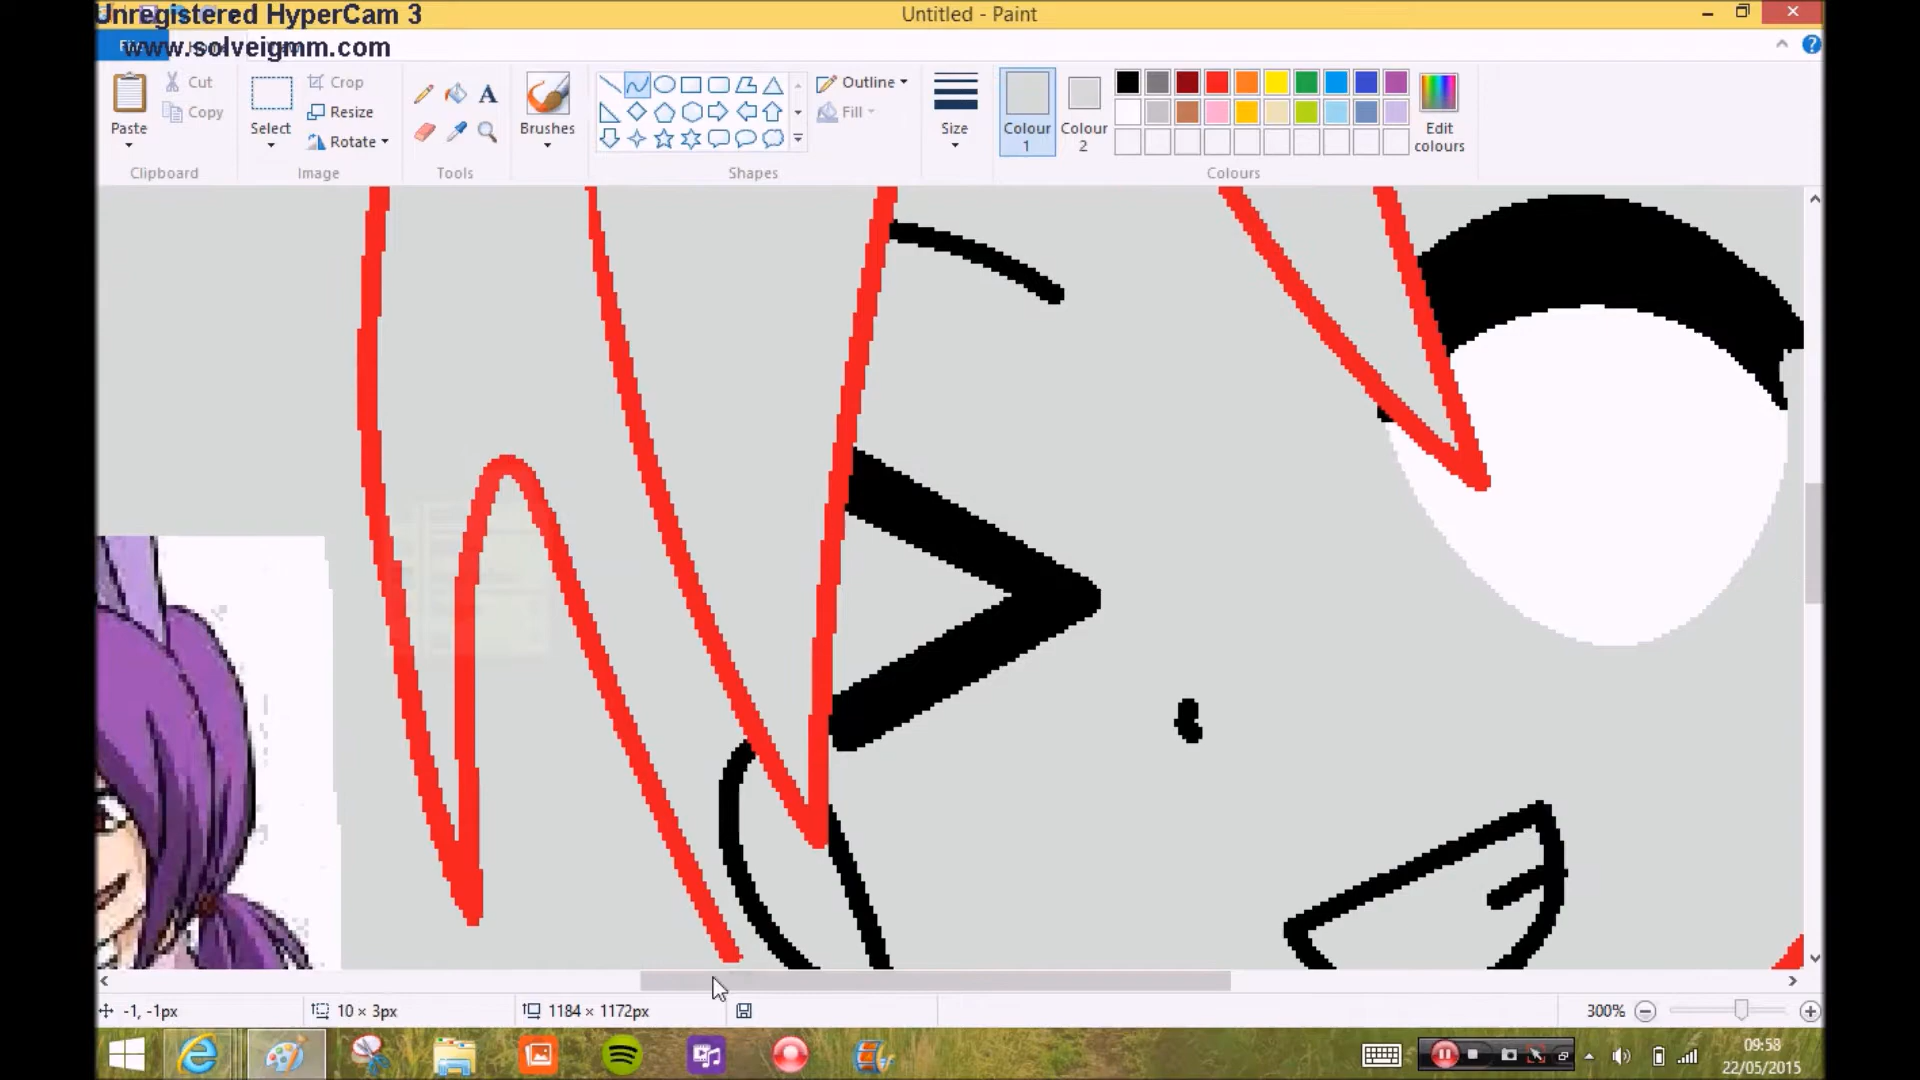 Unregistered HyperCam 3
Untitled - Paint
www.solveigmm.com
Paste
Cut
Copy
Clipboard
Select
Crop
Resize
Rotate
Image
A
Tools
Brushes
Outline
Fill
Shapes
Size
Colour
1
Colour
2
Edit
colours
Colours
-1, -1px
10 × 3px
1184 × 1172px
300%
09:58
22/05/2015